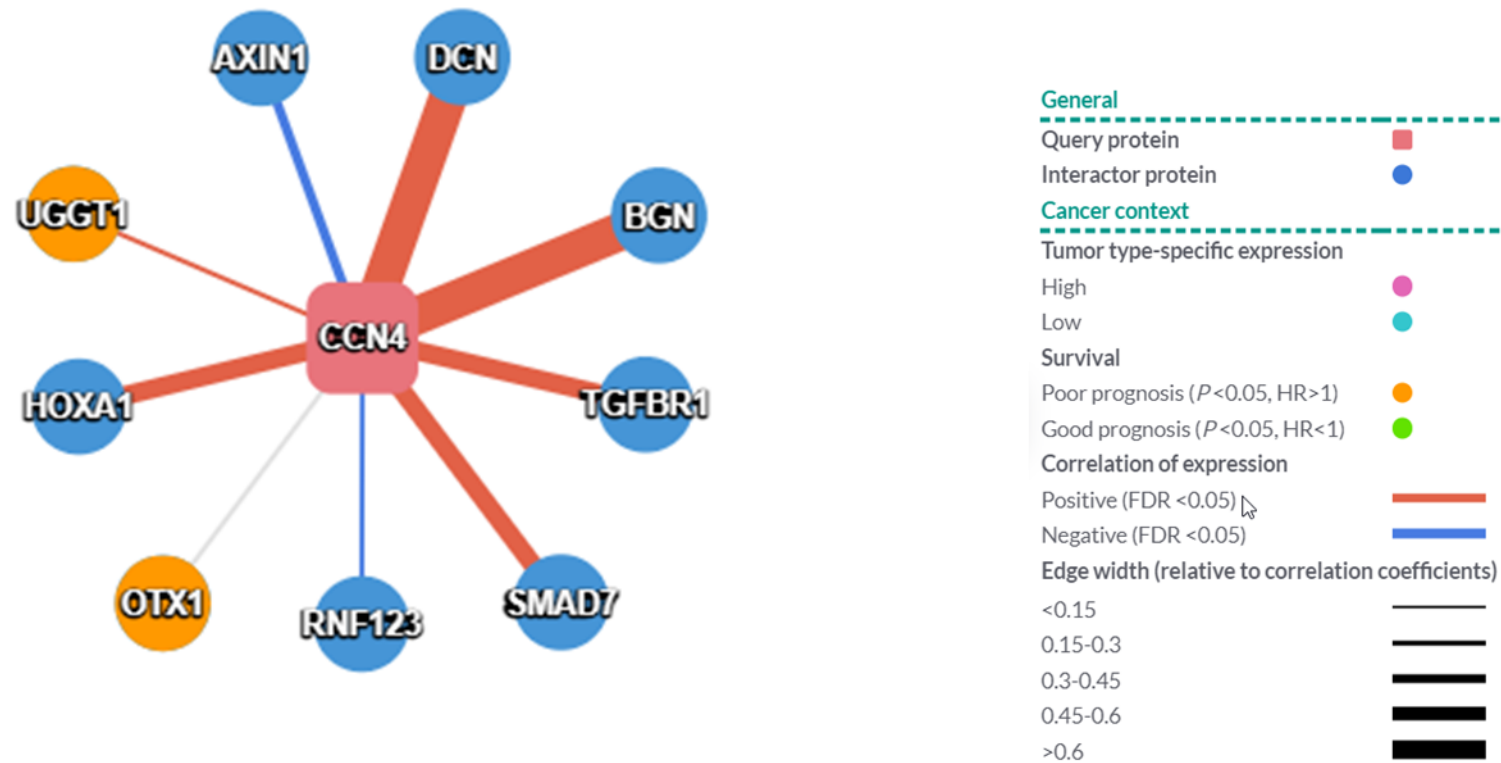 AXIN1
DCN
UGGT1
BGN
CCN4
HOXA1
TGFBR1
OTX1
RNF123
SMAD7
General
Query protein
Interactor protein
Cancer context
Tumor type-specific expression
High
Low
Survival
Poor prognosis (P<0.05, HR>1)
Good prognosis (P<0.05, HR<1)
Correlation of expression
Positive (FDR <0.05)
Negative (FDR <0.05)
Edge width (relative to correlation coefficients)
<0.15
0.15-0.3
0.3-0.45
0.45-0.6
>0.6